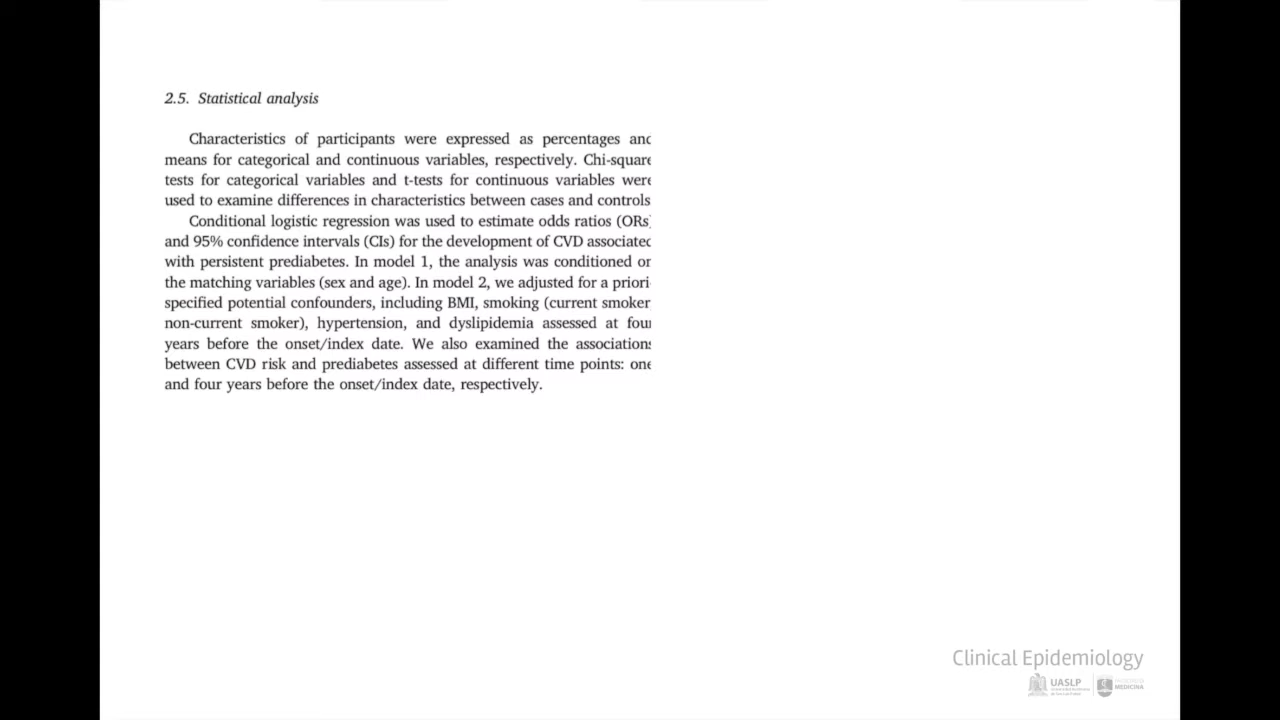 2.5. Statistical analysis
Characteristics of participants were expressed as percentages and
means for categorical and continuous variables, respectively. Chi-square
tests for categorical variables and t-tests for continuous variables were
used to examine differences in characteristics between cases and controls
Conditional logistic regression was used to estimate odds ratios (ORs)
and 95% confidence intervals (CIs) for the development of CVD associated
with persistent prediabetes. In model 1, the analysis was conditioned on
the matching variables (sex and age). In model 2, we adjusted for a priori-
specified potential confounders, including BMI, smoking (current smoker
non-current smoker), hypertension, and dyslipidemia assessed at four
years before the onset/index date. We also examined the associations
between CVD risk and prediabetes assessed at different time points: one
and four years before the onset/index date, respectively.
Clinical Epidemiology
UASLP
MEDICINA